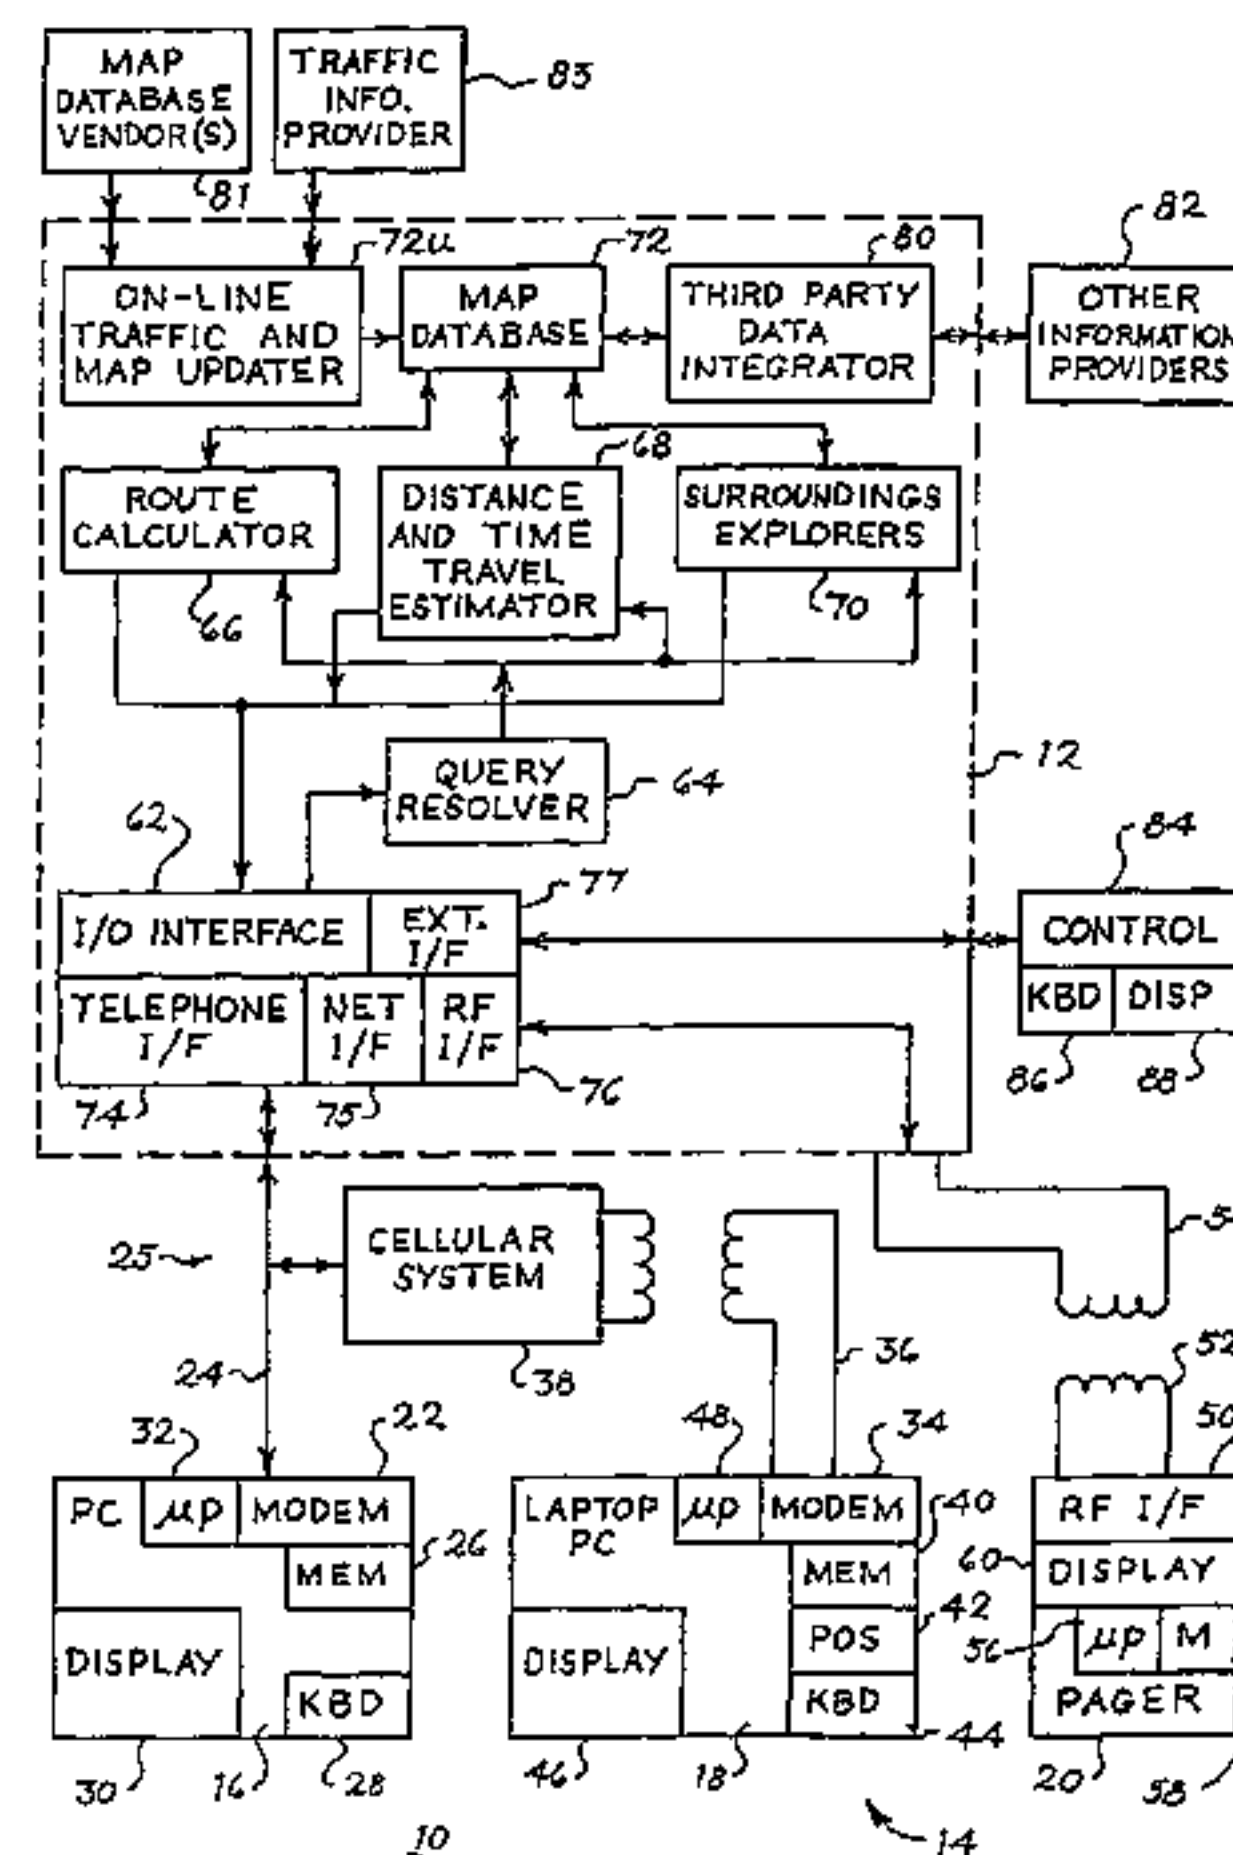 MAP
DATABASE
VENDOR(S)
TRAFFIC
INFO.
PROVIDER
83
81
82
72u
72
80
ON-LINE
TRAFFIC AND
MAP UPDATER
MAP
DATABASE
THIRD PARTY
DATA
INTEGRATOR
OTHER
INFORMATION
PROVIDERS
68
ROUTE
CALCULATOR
DISTANCE
AND TIME
TRAVEL
ESTIMATOR
SURROUNDINGS
EXPLORERS
66
70
12
QUERY
RESOLVER
64
62
84
77
I/O INTERFACE
EXT.
I/F
CONTROL
TELEPHONE
I/F
NET
I/F
RF
I/F
KBD
DISP
74
75
76
86
88
CELLULAR
SYSTEM
25
38
36
24
52
32
22
48
34
50
PC
μp
MODEM
LAPTOP
PC
μp
MODEM
40
RF I/F
26
MEM
MEM
60
DISPLAY
42
DISPLAY
DISPLAY
POS
56
μp
M
KBD
KBD
PAGER
44
30
16
28
46
18
20
58
10
14